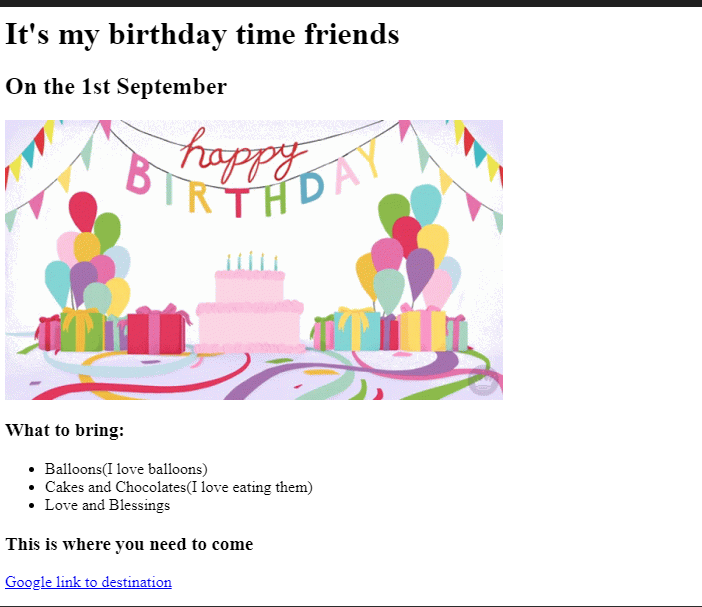 It's my birthday time friends
On the 1st September
happy
BIRTHDAY
What to bring:
Balloons(I love balloons)
Cakes and Chocolates(I love eating them)
Love and Blessings
This is where you need to come
Google link to destination